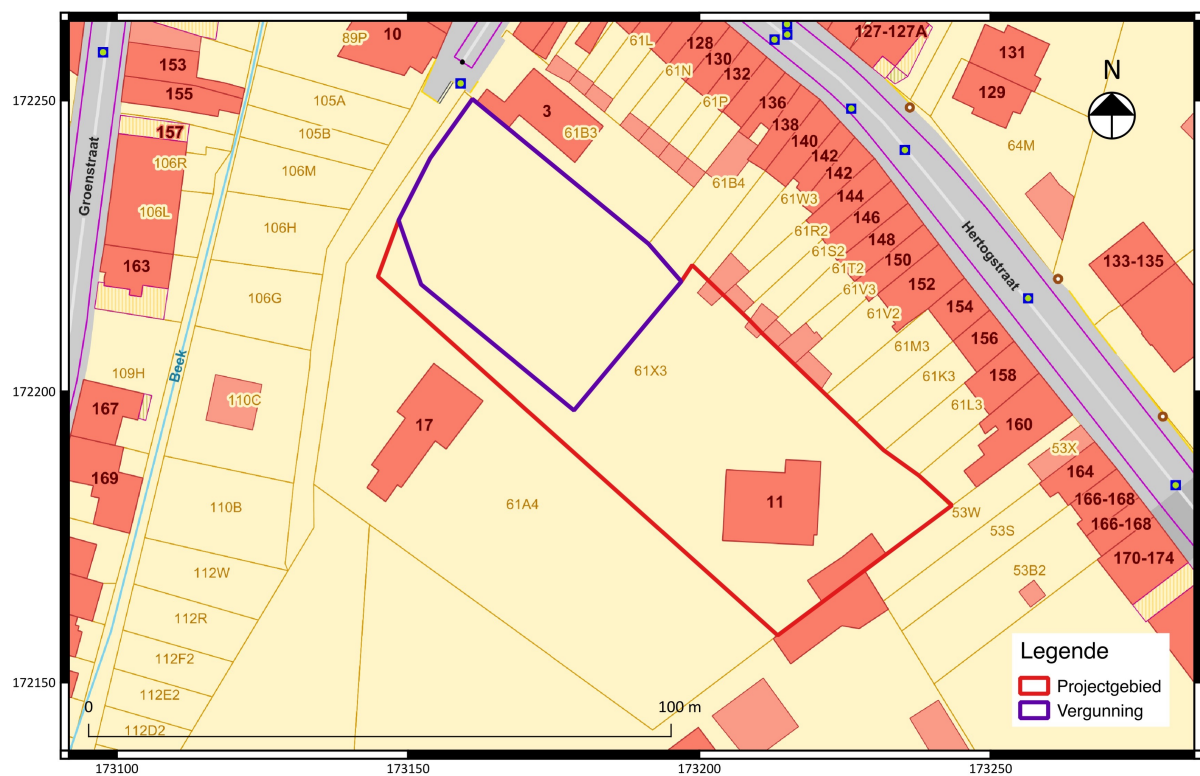 89P
10
61L
128
130
132
127-127A
131
129
N
153
155
105A
105B
3
61B3
61N
61P
136
138
140
142
142
144
146
148
150
152
154
156
158
160
64M
172250
157
106R
106L
163
106M
106H
106G
61B4
61W3
61R2
61S2
61T2
61V3
61V2
61M3
61K3
61L3
Groenstraat
Hertogstraat
133-135
Beek
109H
110C
61X3
172200
167
169
17
11
53X
164
166-168
166-168
170-174
110B
61A4
53W
53S
53B2
112W
112R
112F2
112E2
112D2
172150
0
100 m
Legende
Projectgebied
Vergunning
173100
173150
173200
173250